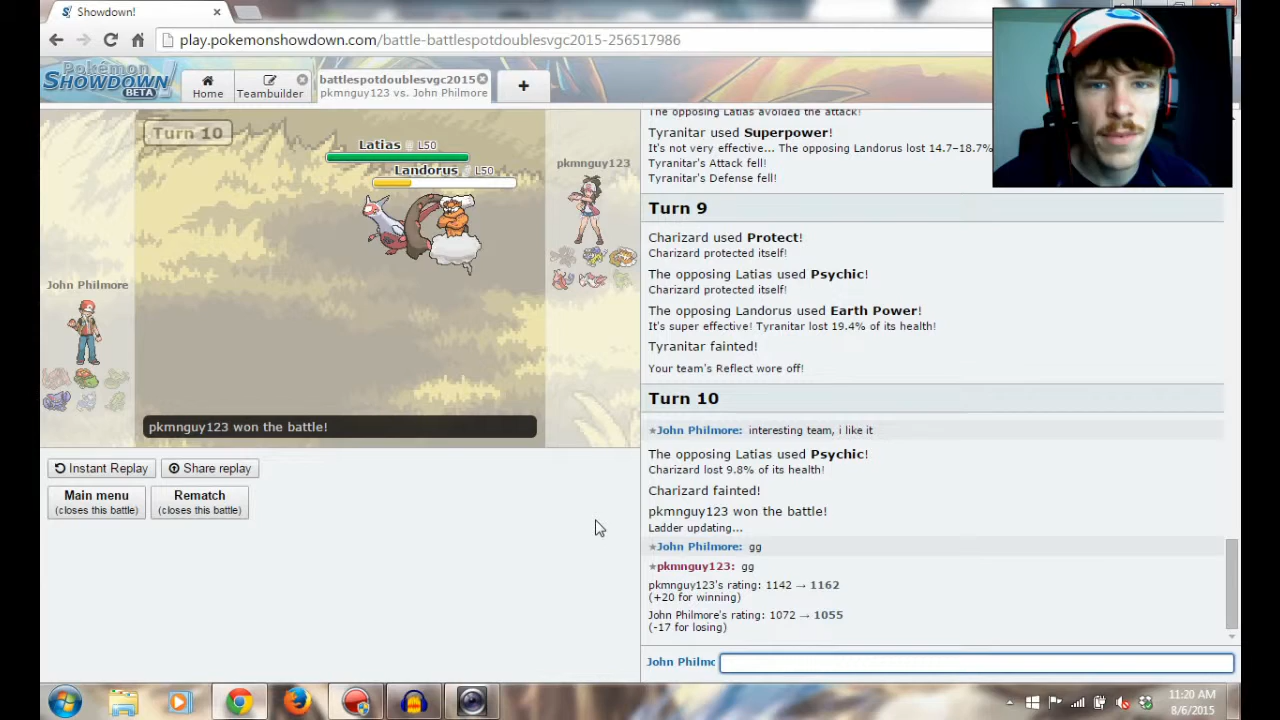 Showdown!
play.pokemonshowdown.com/battle-battlespotdoublesvgc2015-256517986
Pokémon
SHOWDOWN
BETA
Home
Teambuilder
battlespotdoublesvgc2015
pkmnguy123 vs. John Philmore
+
Turn 10
Latias L50
Landorus L50
pkmnguy123
John Philmore
pkmnguy123 won the battle!
Instant Replay
Share replay
Main menu
(closes this battle)
Rematch
(closes this battle)
The opposing Latias avoided the attack!
Tyranitar used Superpower!
It's not very effective... The opposing Landorus lost 14.7–18.7%
Tyranitar's Attack fell!
Tyranitar's Defense fell!
Turn 9
Charizard used Protect!
Charizard protected itself!
The opposing Latias used Psychic!
Charizard protected itself!
The opposing Landorus used Earth Power!
It's super effective! Tyranitar lost 19.4% of its health!
Tyranitar fainted!
Your team's Reflect wore off!
Turn 10
★John Philmore: interesting team, i like it
The opposing Latias used Psychic!
Charizard lost 9.8% of its health!
Charizard fainted!
pkmnguy123 won the battle!
Ladder updating...
★John Philmore: gg
★pkmnguy123: gg
pkmnguy123's rating: 1142 → 1162
(+20 for winning)
John Philmore's rating: 1072 → 1055
(-17 for losing)
John Philmc
11:20 AM
8/6/2015